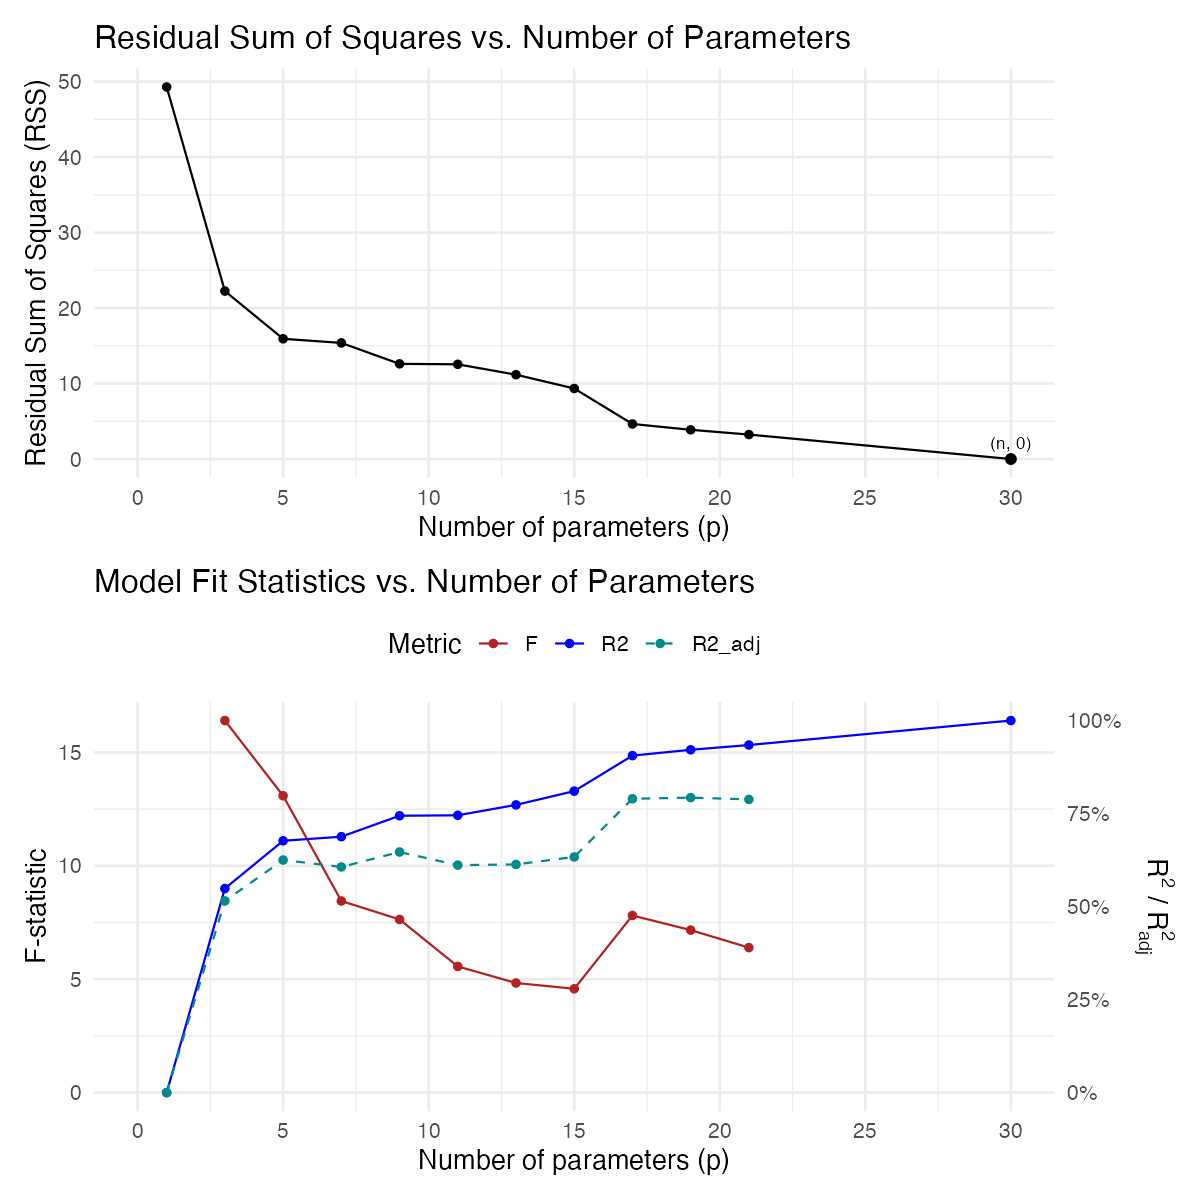 Residual Sum of Squares vs. Number of Parameters
Residual Sum of Squares (RSS)
50
40
30
20
10
0
(n, 0)
0 5 10 15 20 25 30
Number of parameters (p)
Model Fit Statistics vs. Number of Parameters
Metric F R2 R2_adj
F-statistic
15
10
5
0
100%
75%
50%
25%
0%
R² / R²adj
0 5 10 15 20 25 30
Number of parameters (p)